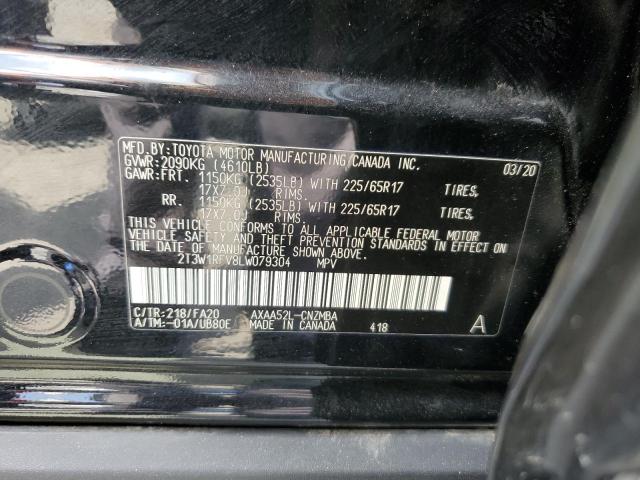 MFD.BY:TOYOTA MOTOR MANUFACTURING/CANADA INC. 03/20
GVWR:2090KG (4610LB)
GAWR:FRT. 1150KG (2535LB) WITH 225/65R17 TIRES,
17X7.0J RIMS.
RR. 1150KG (2535LB) WITH 225/65R17 TIRES,
17X7.0J RIMS.
THIS VEHICLE CONFORMS TO ALL APPLICABLE FEDERAL MOTOR
VEHICLE SAFETY AND THEFT PREVENTION STANDARDS IN EFFECT
ON THE DATE OF MANUFACTURE SHOWN ABOVE.
2T3W1RFV8LW079304 MPV
C/TR:218/FA20 AXAA52L-CNZMBA
A/TM:-01A/UB80E MADE IN CANADA 418 A